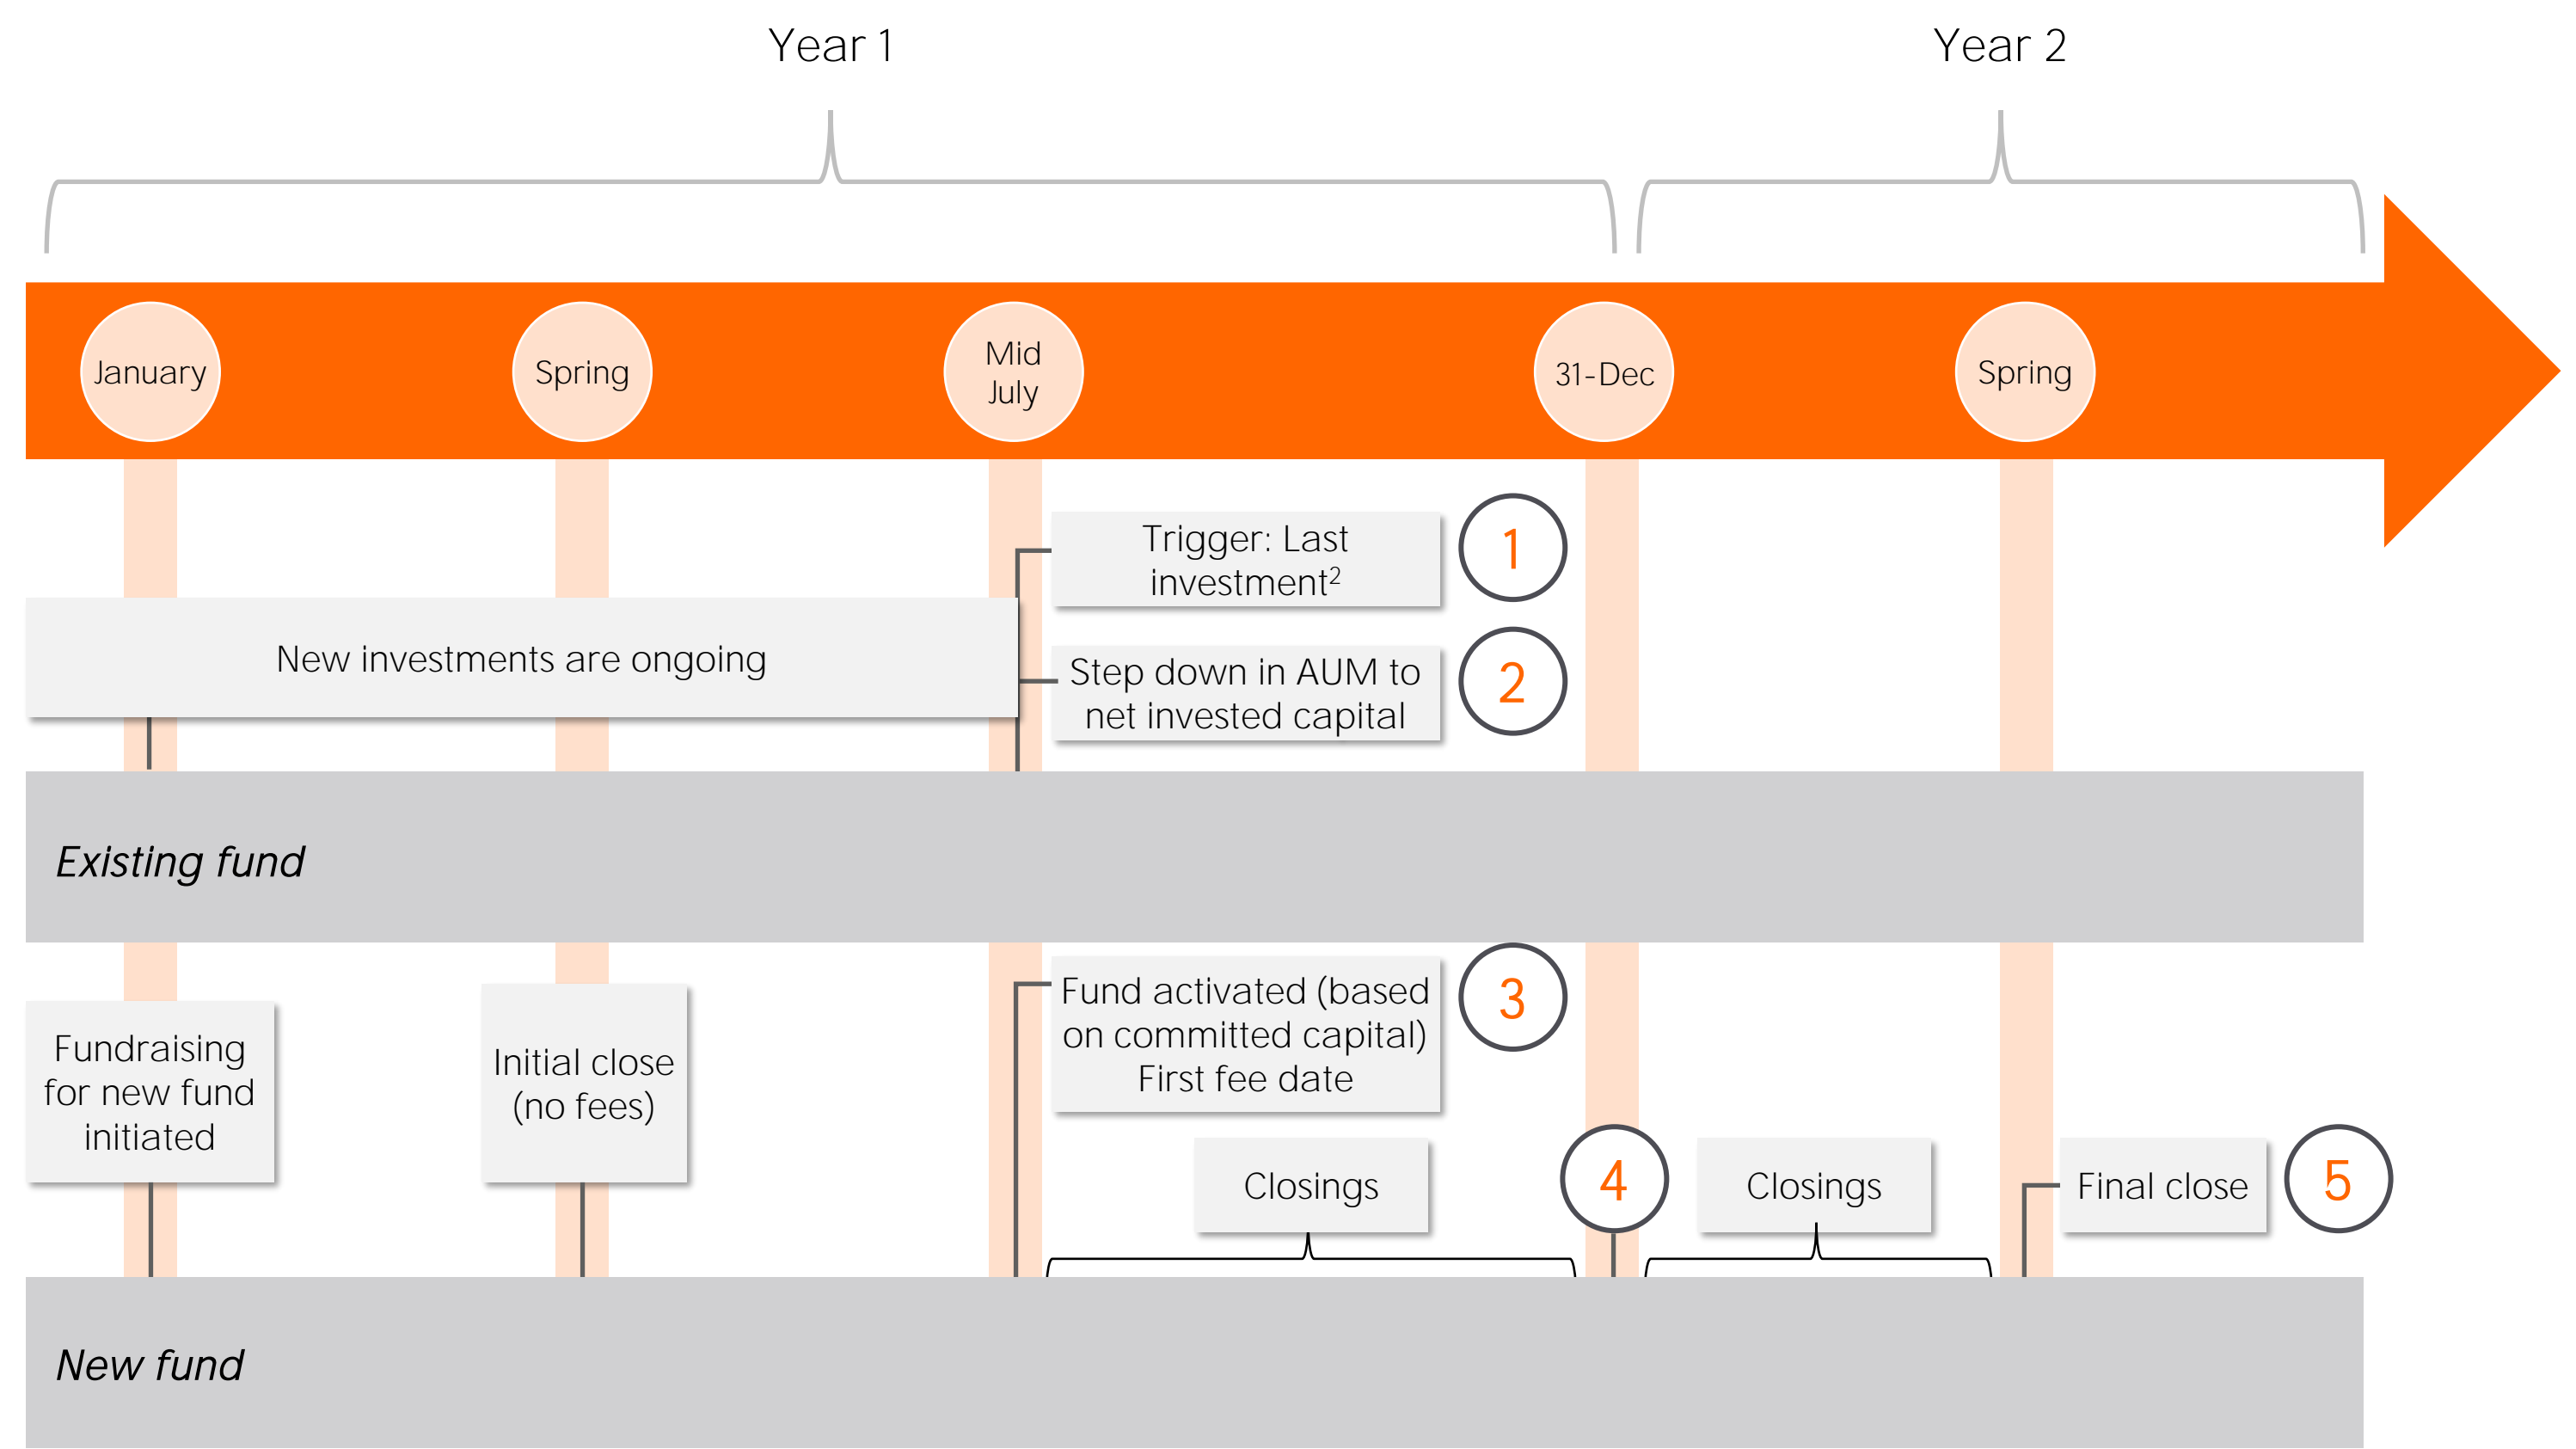 Year 1
Year 2
January
Spring
Mid
July
31-Dec
Spring
Trigger: Last
investment²
1
New investments are ongoing
Step down in AUM to
net invested capital
2
Existing fund
Fund activated (based
on committed capital)
First fee date
3
Fundraising
for new fund
initiated
Initial close
(no fees)
Closings
4
Closings
Final close
5
New fund